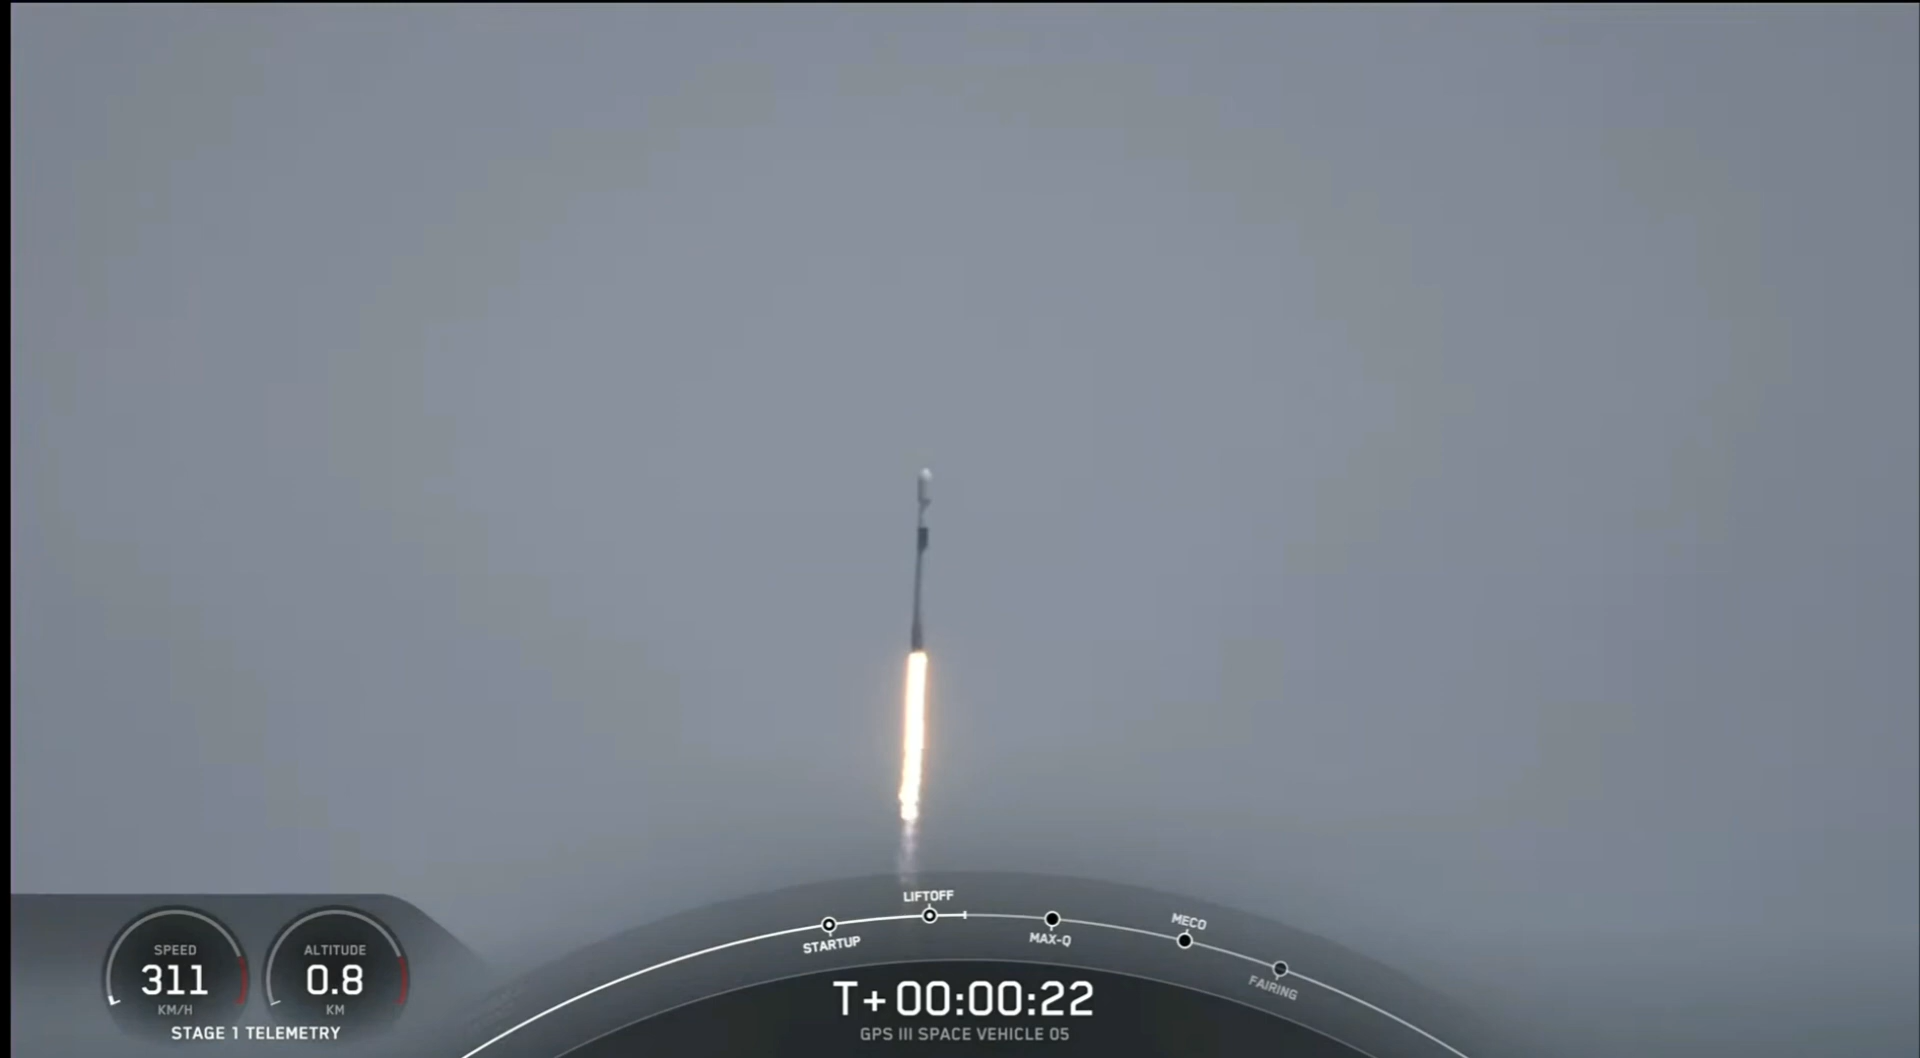 LIFTOFF
STARTUP
MAX-Q
MECO
FAIRING
SPEED
311
KM/H
ALTITUDE
0.8
KM
STAGE 1 TELEMETRY
T+00:00:22
GPS III SPACE VEHICLE 05